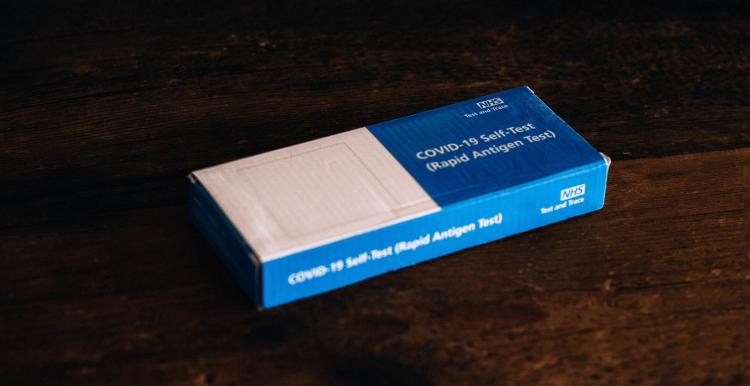 NHS
Test and Trace
COVID-19 Self-Test
(Rapid Antigen Test)
COVID-19 Self-Test (Rapid Antigen Test)
NHS
Test and Trace